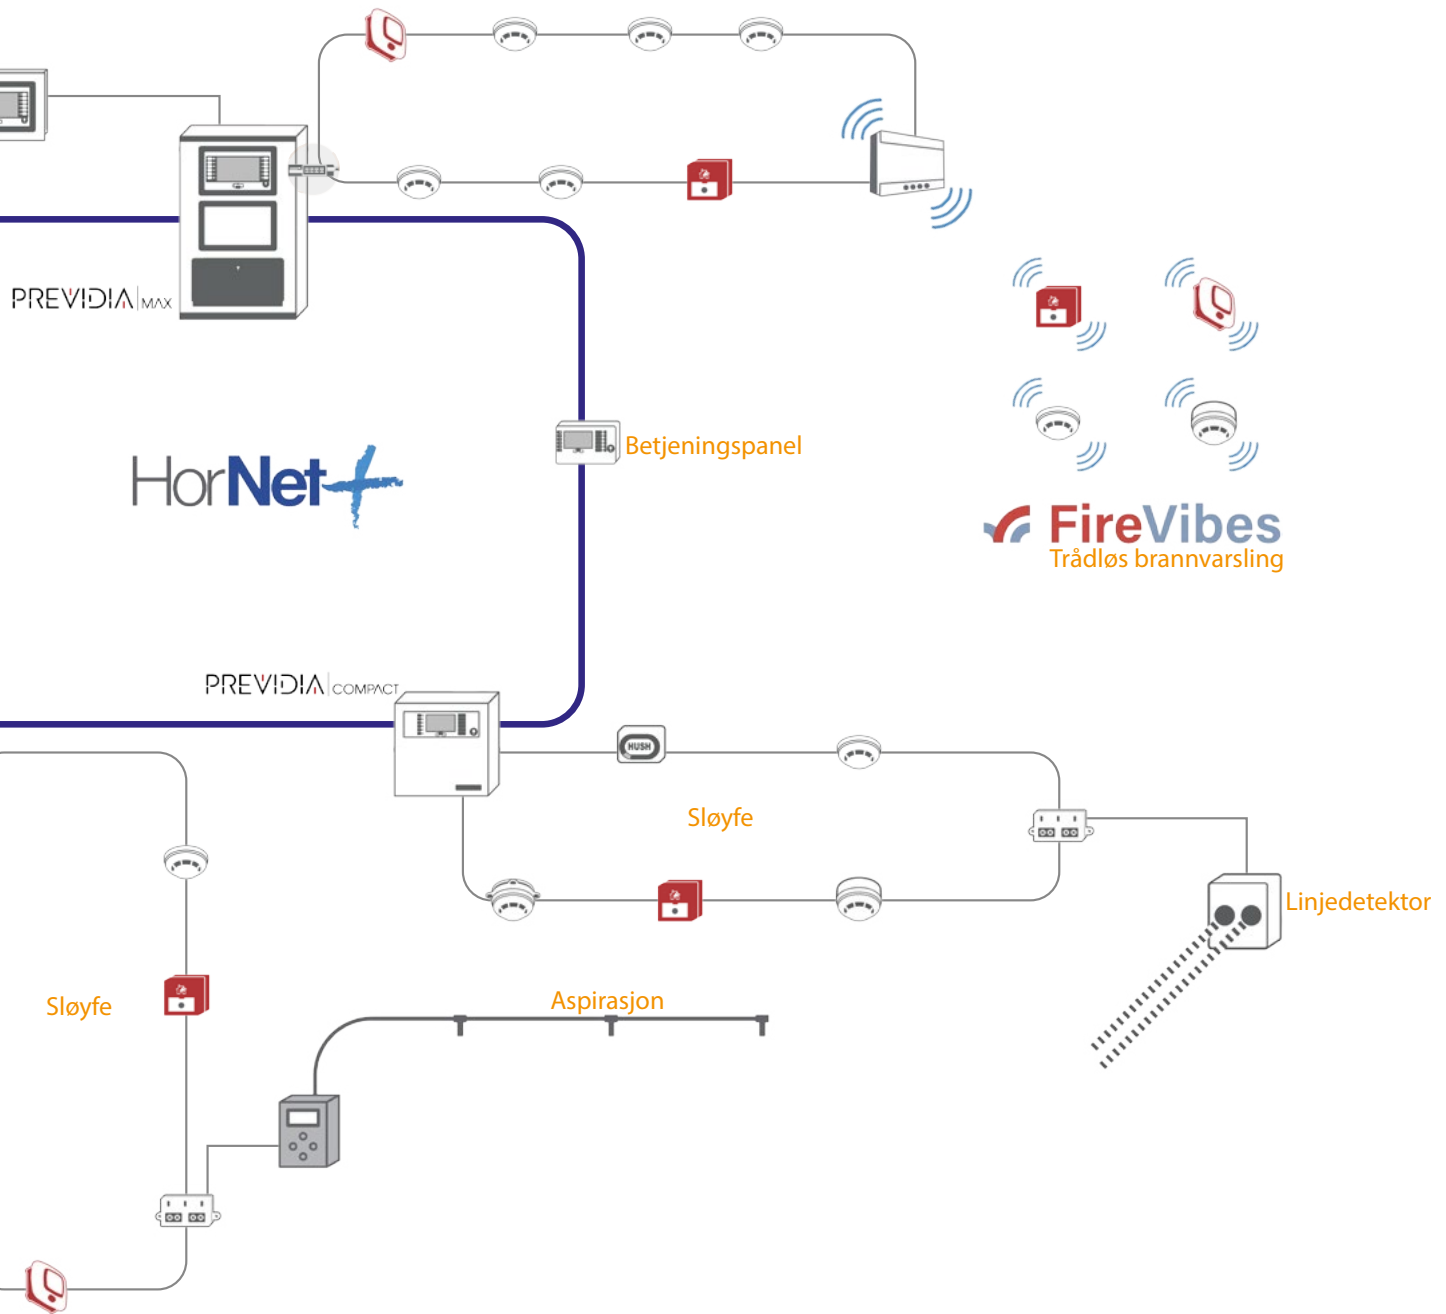 PREVIDIA MAX
HorNet+
Betjeningspanel
FireVibes
Trådløs brannvarsling
PREVIDIA COMPACT
HUSH
Sløyfe
Linjedetektor
Sløyfe
Aspirasjon